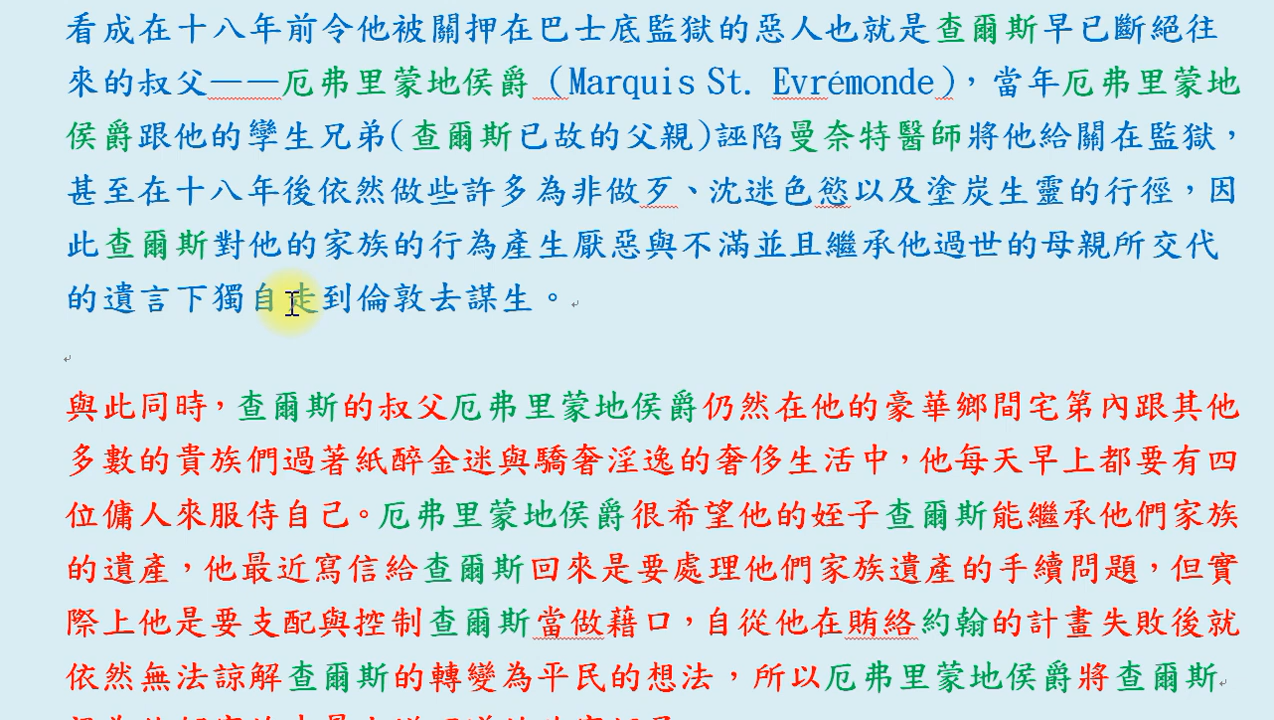 看成在十八年前令他被關押在巴士底監獄的惡人也就是查爾斯早已斷絕往
來的叔父——厄弗里蒙地侯爵 (Marquis St. Evrémonde)，當年厄弗里蒙地
侯爵跟他的孿生兄弟(查爾斯已故的父親)誣陷曼奈特醫師將他給關在監獄，
甚至在十八年後依然做些許多為非做歹、沈迷色慾以及塗炭生靈的行徑，因
此查爾斯對他的家族的行為產生厭惡與不滿並且繼承他過世的母親所交代
的遺言下獨自走到倫敦去謀生。
與此同時，查爾斯的叔父厄弗里蒙地侯爵仍然在他的豪華鄉間宅第內跟其他
多數的貴族們過著紙醉金迷與驕奢淫逸的奢侈生活中，他每天早上都要有四
位傭人來服侍自己。厄弗里蒙地侯爵很希望他的姪子查爾斯能繼承他們家族
的遺產，他最近寫信給查爾斯回來是要處理他們家族遺產的手續問題，但實
際上他是要支配與控制查爾斯當做藉口，自從他在賄絡約翰的計畫失敗後就
依然無法諒解查爾斯的轉變為平民的想法，所以厄弗里蒙地侯爵將查爾斯